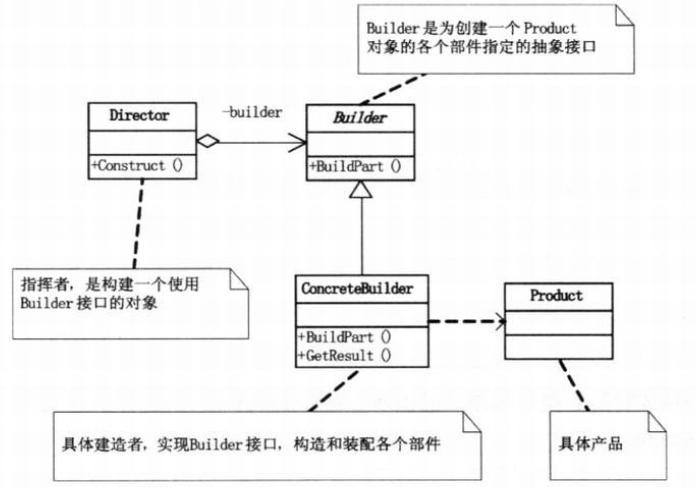 Builder是为创建一个Product
对象的各个部件指定的抽象接口
Director
-builder
Builder
+Construct()
+BuildPart()
指挥者，是构建一个使用
Builder接口的对象
ConcreteBuilder
Product
+BuildPart()
+GetResult()
具体建造者，实现Builder接口，构造和装配各个部件
具体产品